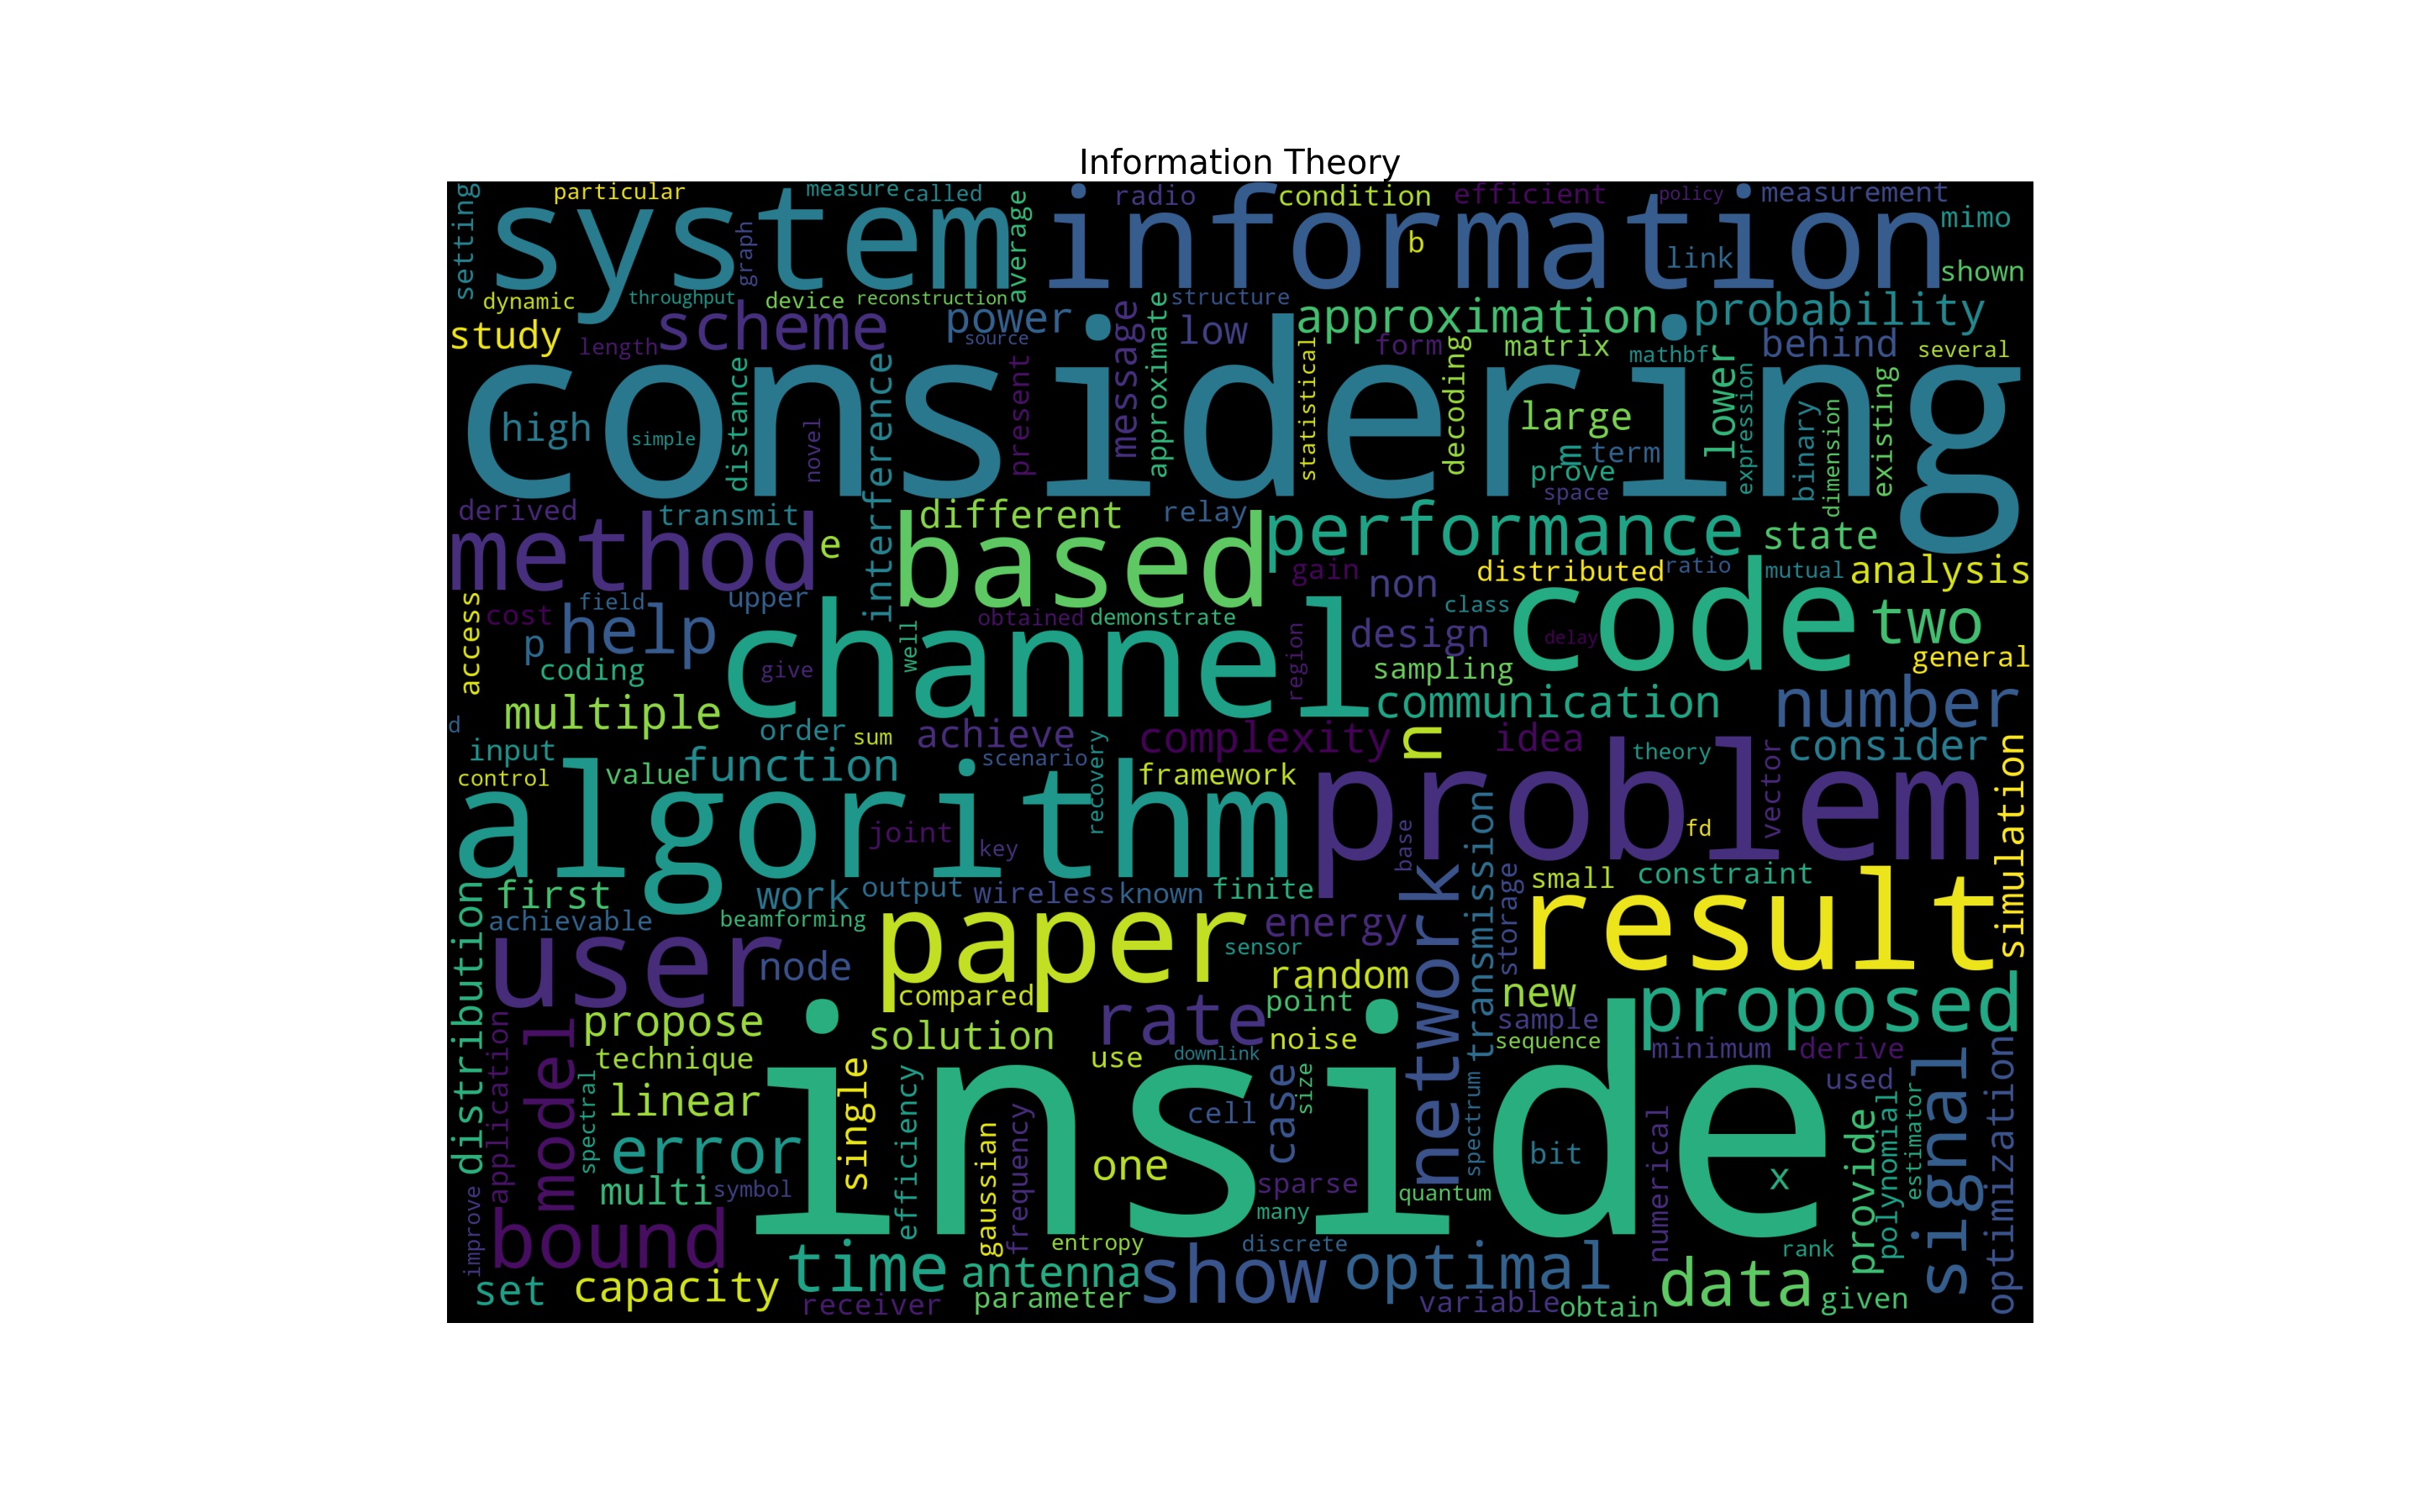 Information Theory
setting
particular
measure
called
average
radio
condition
efficient
policy
measurement
mimo
system
information
graph
b
link
shown
dynamic
throughput
device
reconstruction
structure
approximate
message
study
length
scheme
power
source
low
approximation
probability
form
matrix
mathbf
lower
behind
several
considering
high
simple
distance
novel
interference
present
statistical
decoding
large
m
term
prove
space
expression
binary
dimension
existing
derived
transmit
different
relay
performance
state
method
e
based
gain
non
distributed
ratio
mutual
analysis
access
cost
field
upper
help
p
coding
give
well
obtained
demonstrate
channel
region
class
design
sampling
delay
code
two
general
d
multiple
communication
number
input
order
sum
achieve
complexity
n
idea
theory
vector
consider
control
value
function
scenario
recovery
framework
algorithm
joint
key
problem
base
fd
simulation
first
work
output
wireless
known
finite
small
constraint
achievable
beamforming
energy
sensor
network
transmission
storage
result
distribution
user
node
paper
random
compared
rate
point
new
proposed
propose
solution
sample
application
model
technique
use
downlink
noise
sequence
minimum
derive
spectral
linear
single
efficiency
cell
case
size
spectrum
used
signal
optimization
error
inside
gaussian
frequency
one
bit
x
numerical
provide
polynomial
estimator
multi
symbol
sparse
quantum
many
improve
bound
entropy
discrete
rank
set
capacity
time
antenna
show
optimal
data
given
receiver
parameter
variable
obtain